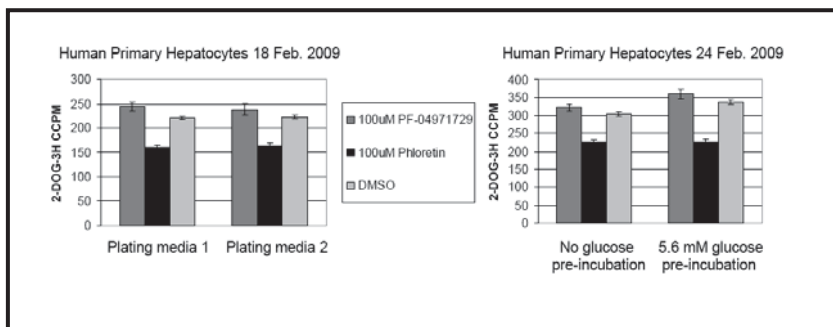 Human Primary Hepatocytes 18 Feb. 2009
300
250
200
150
100
50
0
2-DOG-3H CCPM
Plating media 1
Plating media 2
100uM PF-04971729
100uM Phloretin
DMSO
Human Primary Hepatocytes 24 Feb. 2009
400
350
300
250
200
150
100
50
0
2-DOG-3H CCPM
No glucose
pre-incubation
5.6 mM glucose
pre-incubation